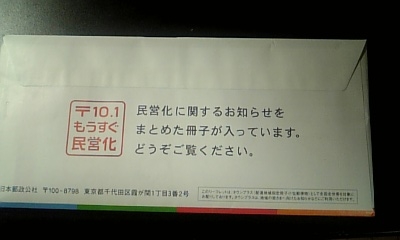 〒10.1
もうすぐ
民営化
民営化に関するお知らせを
まとめた冊子が入っています。
どうぞご覧ください。
日本郵政公社 〒100-8798 東京都千代田区霞が関1丁目3番2号